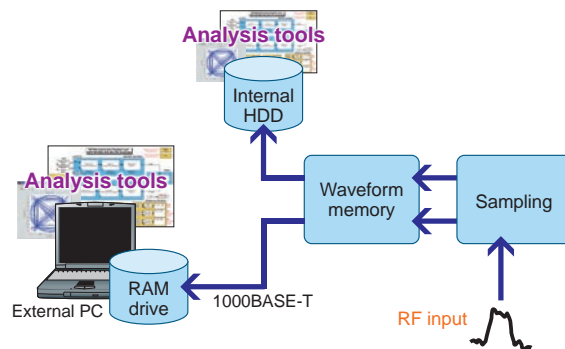 Analysis tools
Internal
HDD
Analysis tools
Waveform
memory
Sampling
RAM
drive
External PC
1000BASE-T
RF input